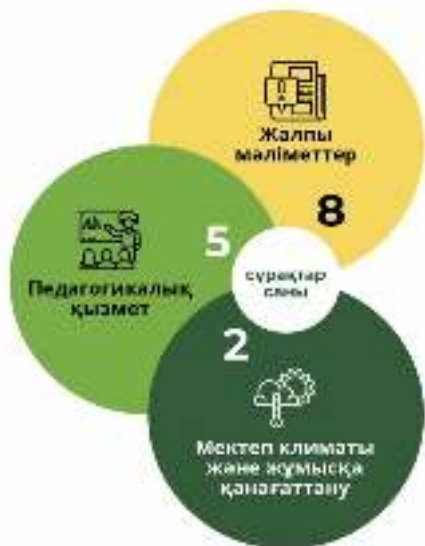 Жалпы
мәліметтер
8
5
Педагогикалық
қызмет
сұрақтар
саны
2
Мектеп климаты
және жұмысқа
қанағаттану